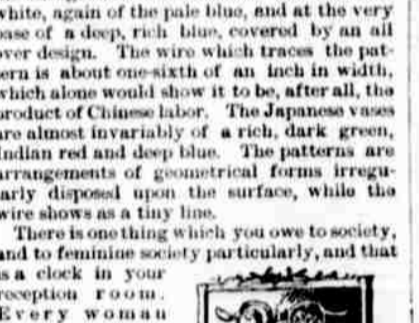 white, again of the pale blue, and at the very
base of a deep, rich blue, covered by an all
over design. The wire which traces the pat-
ern is about one-sixth of an inch in width,
which alone would show it to be, after all, the
product of Chinese labor. The Japanese vases
are almost invariably of a rich, dark green,
Indian red and deep blue. The patterns are
arrangements of geometrical forms irregu-
larly disposed upon the surface, while the
wire shows as a tiny line.
There is one thing which you owe to society,
and to feminine society particularly, and that
is a clock in your
reception room.
Every woman